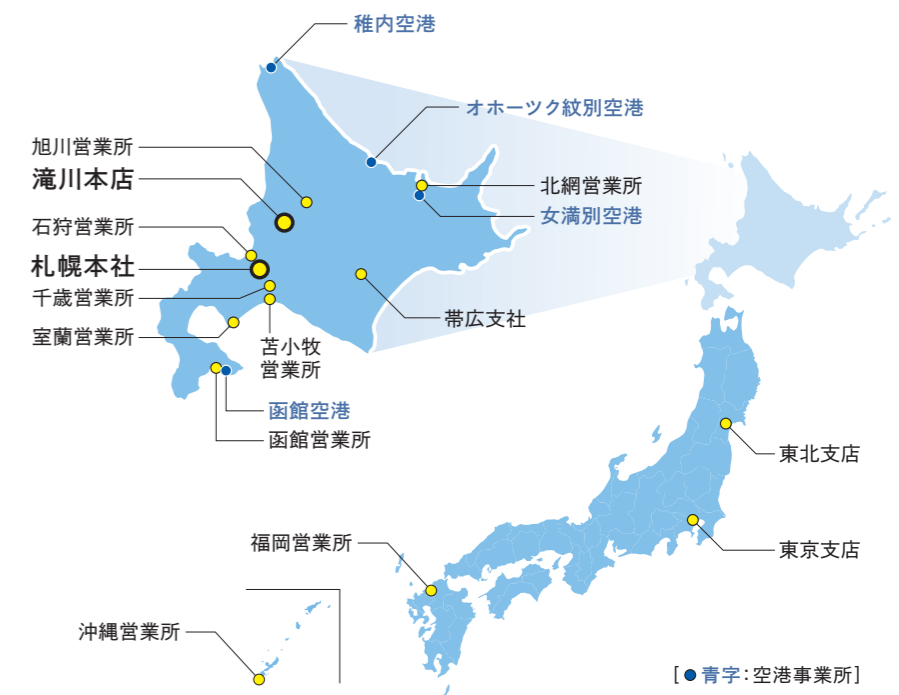 稚内空港
オホーツク紋別空港
旭川営業所
滝川本店
北網営業所
女満別空港
石狩営業所
札幌本社
千歳営業所
帯広支社
室蘭営業所
苫小牧
営業所
函館空港
函館営業所
東北支店
福岡営業所
東京支店
沖縄営業所
[●青字:空港事業所]